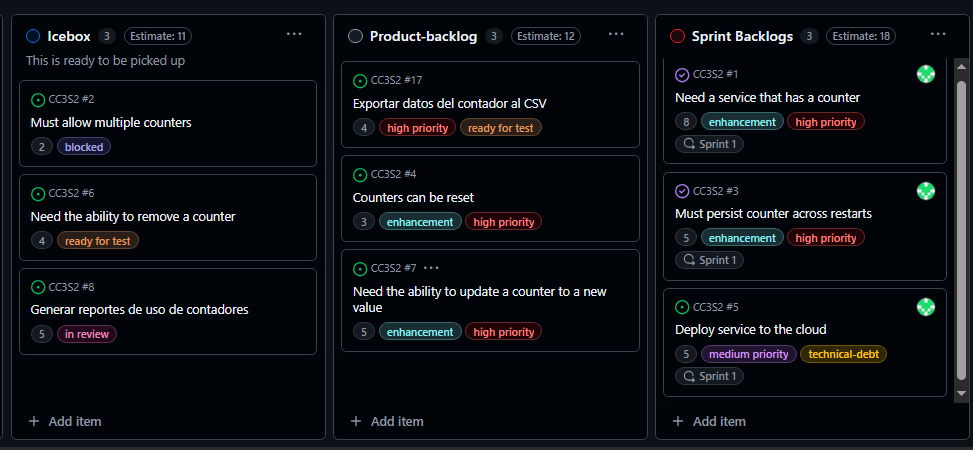 Icebox 3 Estimate: 11
This is ready to be picked up
CC3S2 #2
Must allow multiple counters
2 blocked
CC3S2 #6
Need the ability to remove a counter
4 ready for test
CC3S2 #8
Generar reportes de uso de contadores
5 in review
+ Add item
Product-backlog 3 Estimate: 12
CC3S2 #17
Exportar datos del contador al CSV
4 high priority ready for test
CC3S2 #4
Counters can be reset
3 enhancement high priority
CC3S2 #7
Need the ability to update a counter to a new
value
5 enhancement high priority
+ Add item
Sprint Backlogs 3 Estimate: 18
CC3S2 #1
Need a service that has a counter
8 enhancement high priority
Sprint 1
CC3S2 #3
Must persist counter across restarts
5 enhancement high priority
Sprint 1
CC3S2 #5
Deploy service to the cloud
5 medium priority technical-debt
Sprint 1
+ Add item